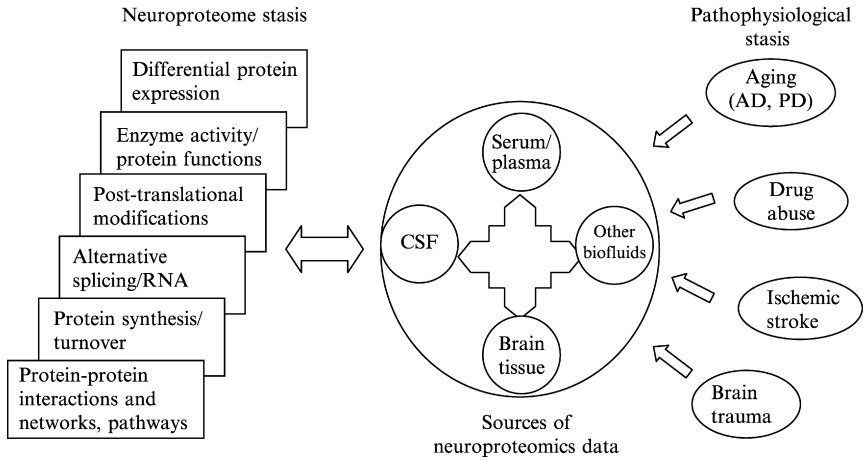 Neuroproteome stasis
Differential protein
expression
Enzyme activity/
protein functions
Post-translational
modifications
Alternative
splicing/RNA
Protein synthesis/
turnover
Protein-protein
interactions and
networks, pathways
Serum/
plasma
CSF
Other
biofluids
Brain
tissue
Sources of
neuroproteomics data
Pathophysiological
stasis
Aging
(AD, PD)
Drug
abuse
Ischemic
stroke
Brain
trauma